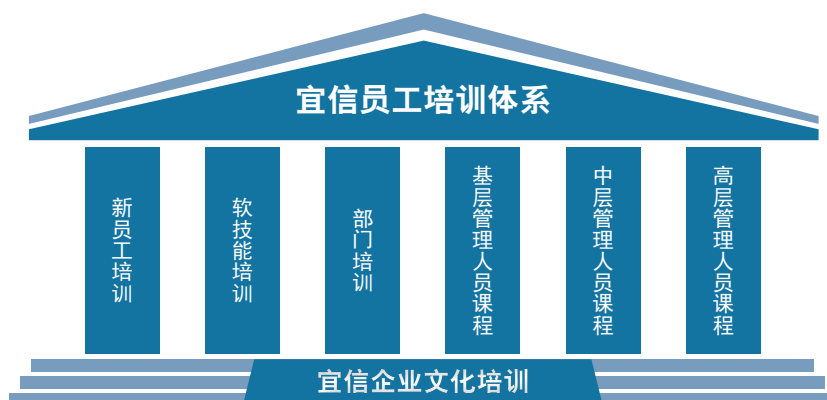 宜信员工培训体系
新员工培训
软技能培训
部门培训
基层管理人员课程
中层管理人员课程
高层管理人员课程
宜信企业文化培训